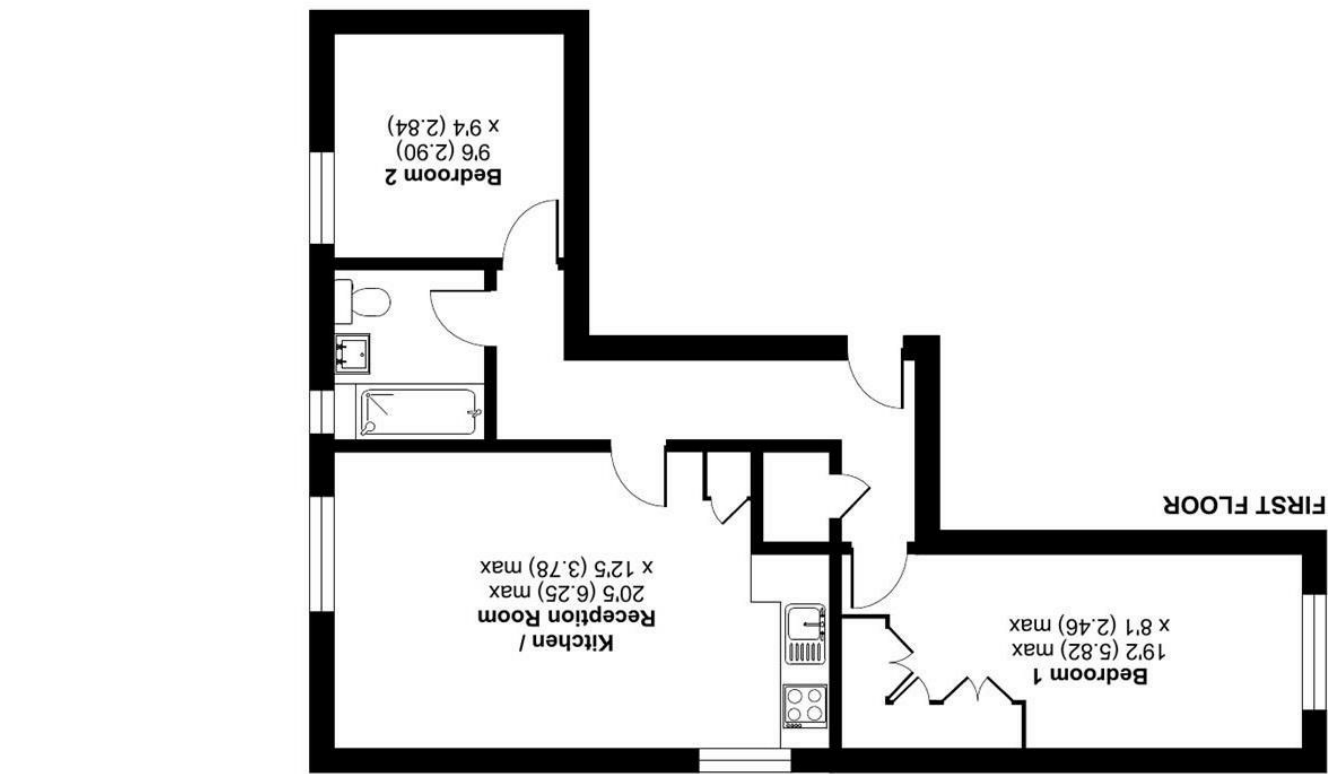 FIRST FLOOR
Bedroom 1
19'2 (5.82) max
x 8'1 (2.46) max
Kitchen /
Reception Room
20'5 (6.25) max
x 12'5 (3.78) max
Bedroom 2
9'6 (2.90)
x 9'4 (2.84)